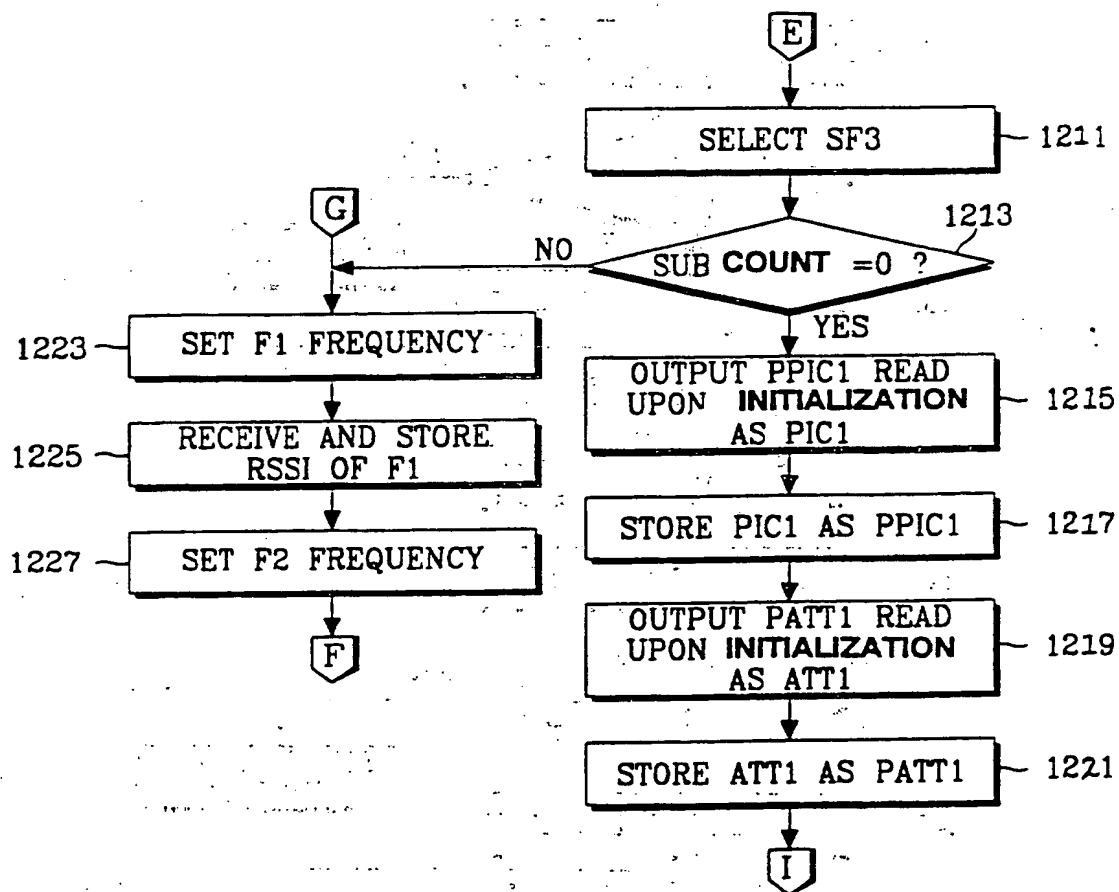 E
SELECT SF3
1211
G
1213
NO
SUB COUNT =0 ?
YES
1223
SET F1 FREQUENCY
OUTPUT PPIC1 READ
UPON INITIALIZATION
AS PIC1
1215
1225
RECEIVE AND STORE
RSSI OF F1
STORE PIC1 AS PPIC1
1217
1227
SET F2 FREQUENCY
OUTPUT PATT1 READ
UPON INITIALIZATION
AS ATT1
1219
F
STORE ATT1 AS PATT1
1221
I